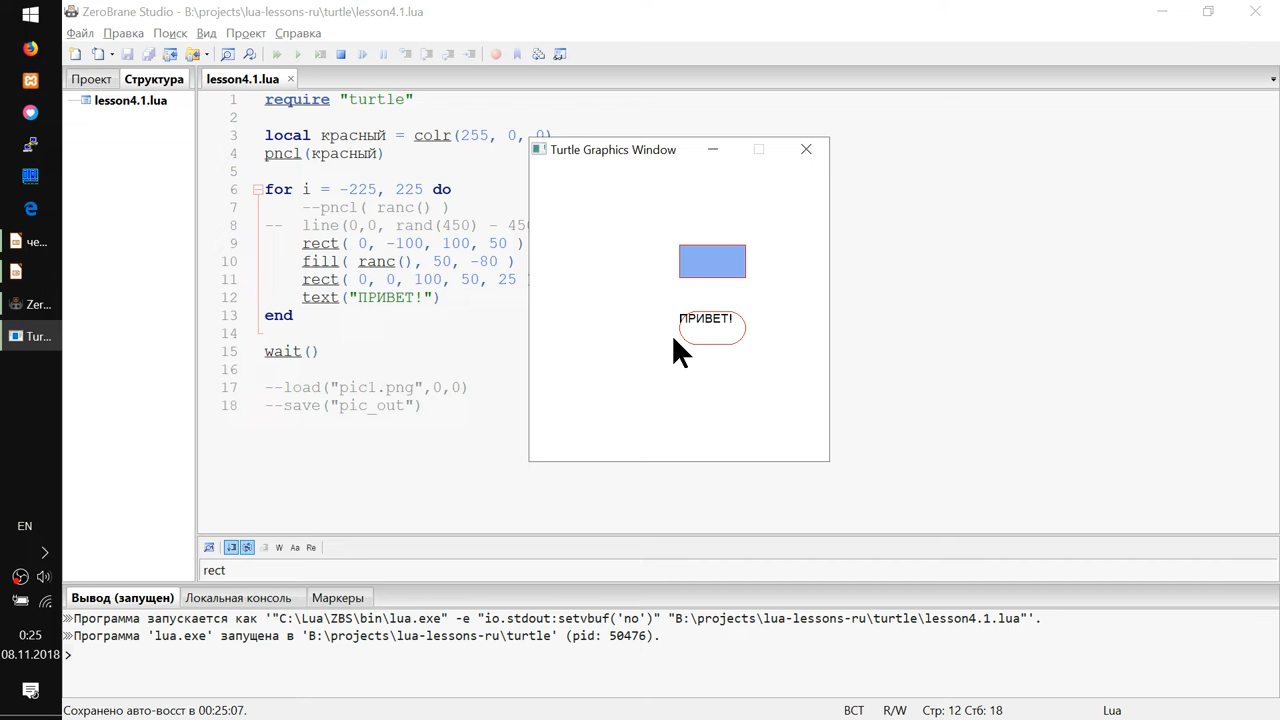 ZeroBrane Studio - B:\projects\lua-lessons-ru\turtle\lesson4.1.lua
Файл Правка Поиск Вид Проект Справка
Проект Структура
lesson4.1.lua
lesson4.1.lua
1 require "turtle"
2
3 local красный = colr(255, 0, 0)
4 pncl(красный)
5
6 for i = -225, 225 do
7 --pncl( ranc() )
8 -- line(0,0, rand(450) - 450
9 rect( 0, -100, 100, 50 )
10 fill( ranc(), 50, -80 )
11 rect( 0, 0, 100, 50, 25
12 text("ПРИВЕТ!")
13 end
14
15 wait()
16
17 --load("pic1.png",0,0)
18 --save("pic_out")
Turtle Graphics Window
ПРИВЕТ!
че...
Zer...
Tur...
EN
0:25
08.11.2018
W Aa Re
rect
Вывод (запущен) Локальная консоль Маркеры
Программа запускается как '"C:\Lua\ZBS\bin\lua.exe" -e "io.stdout:setvbuf('no')" "B:\projects\lua-lessons-ru\turtle\lesson4.1.lua"'.
Программа 'lua.exe' запущена в 'B:\projects\lua-lessons-ru\turtle' (pid: 50476).
>
Сохранено авто-восст в 00:25:07. ВСТ R/W Стр: 12 Стб: 18 Lua